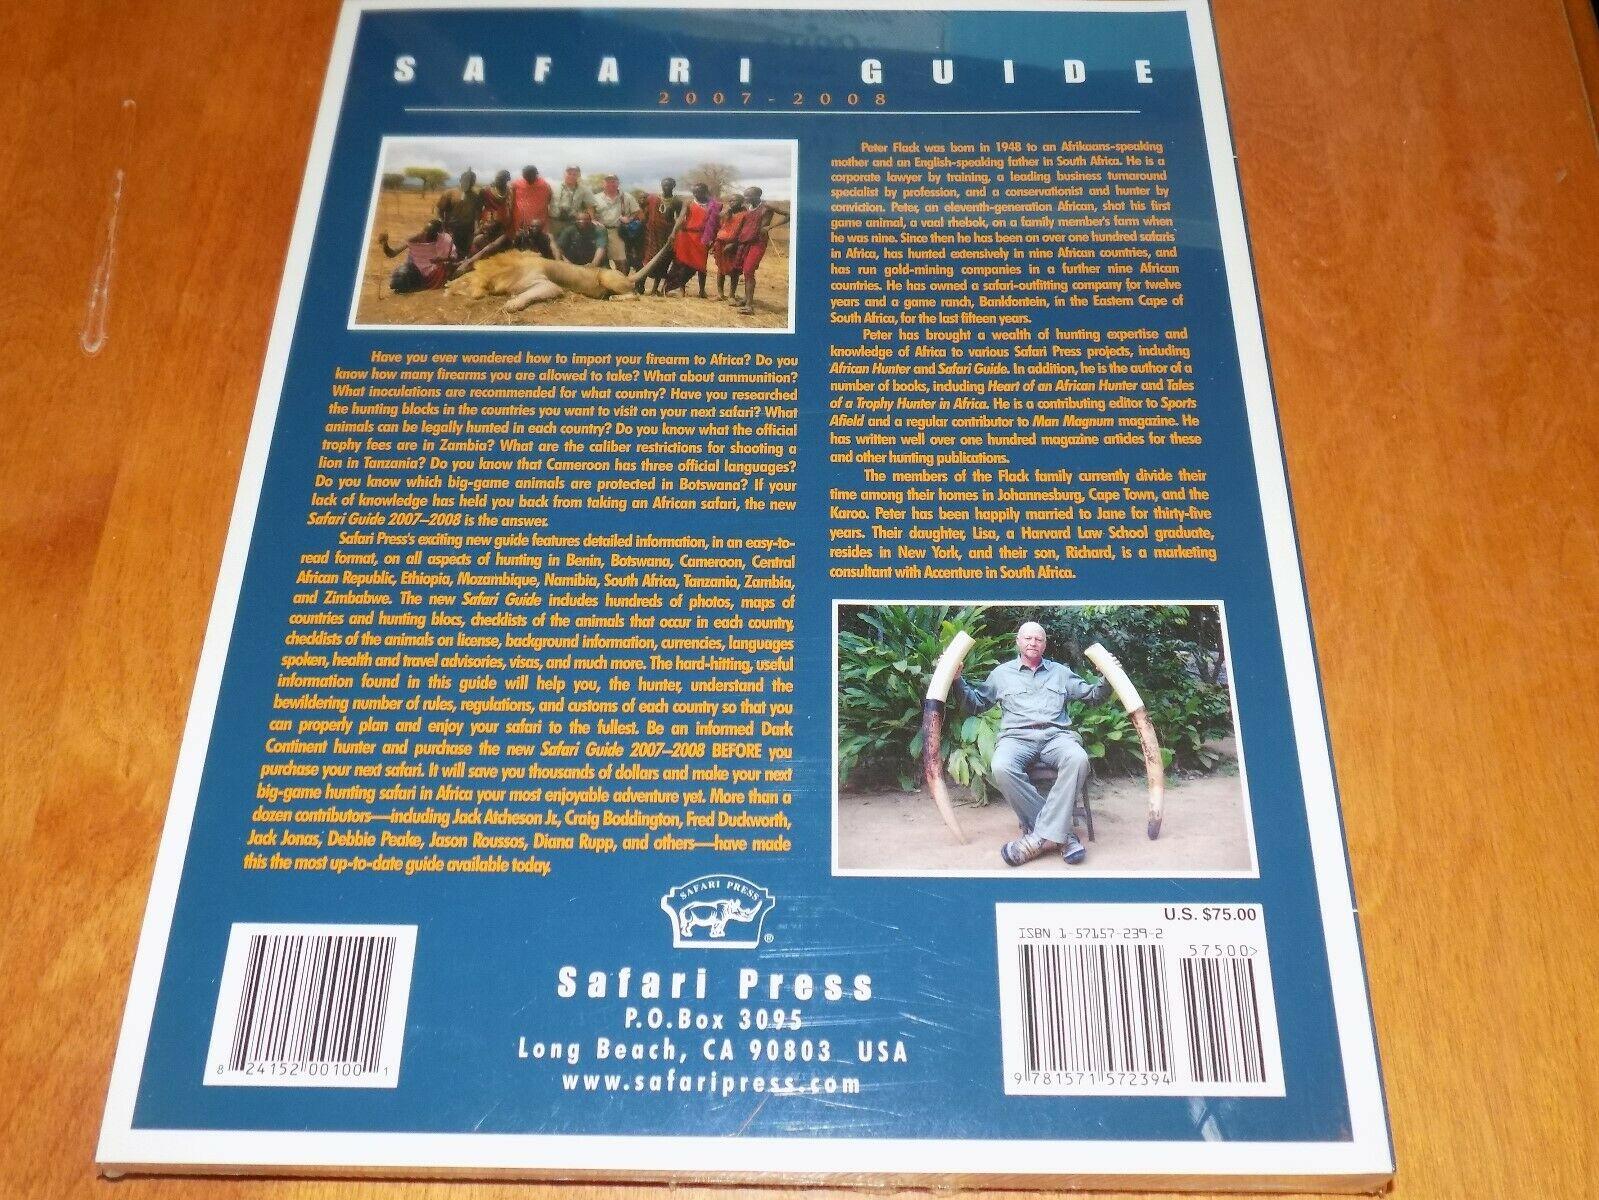 SAFARI GUIDE
2007-2008
Have you ever wondered how to import your firearm to Africa? Do you
know how many firearms you are allowed to take? What about ammunition?
What inoculations are recommended for what country? Have you researched
the hunting blocks in the countries you want to visit on your next safari? What
animals can be legally hunted in each country? Do you know what the official
trophy fees are in Zambia? What are the caliber restrictions for shooting a
lion in Tanzania? Do you know that Cameroon has three official languages?
Do you know which big-game animals are protected in Botswana? If your
lack of knowledge has held you back from taking an African safari, the new
Safari Guide 2007–2008 is the answer.
Safari Press's exciting new guide features detailed information, in an easy-to-
read format, on all aspects of hunting in Benin, Botswana, Cameroon, Central
African Republic, Ethiopia, Mozambique, Namibia, South Africa, Tanzania, Zambia,
and Zimbabwe. The new Safari Guide includes hundreds of photos, maps of
countries and hunting blocs, checklists of the animals that occur in each country,
checklists of the animals on license, background information, currencies, languages
spoken, health and travel advisories, visas, and much more. The hard-hitting, useful
information found in this guide will help you, the hunter, understand the
bewildering number of rules, regulations, and customs of each country so that you
can properly plan and enjoy your safari to the fullest. Be an informed Dark
Continent hunter and purchase the new Safari Guide 2007–2008 BEFORE you
purchase your next safari. It will save you thousands of dollars and make your next
big-game hunting safari in Africa your most enjoyable adventure yet. More than a
dozen contributors—including Jack Atcheson Jr., Craig Boddington, Fred Duckworth,
Jack Jonas, Debbie Peake, Jason Roussos, Diana Rupp, and others—have made
this the most up-to-date guide available today.
Peter Flack was born in 1948 to an Afrikaans-speaking
mother and an English-speaking father in South Africa. He is a
corporate lawyer by training, a leading business turnaround
specialist by profession, and a conservationist and hunter by
conviction. Peter, an eleventh-generation African, shot his first
game animal, a vaal rhebok, on a family member's farm when
he was nine. Since then he has been on over one hundred safaris
in Africa, has hunted extensively in nine African countries, and
has run gold-mining companies in a further nine African
countries. He has owned a safari-outfitting company for twelve
years and a game ranch, Bankfontein, in the Eastern Cape of
South Africa, for the last fifteen years.
Peter has brought a wealth of hunting expertise and
knowledge of Africa to various Safari Press projects, including
African Hunter and Safari Guide. In addition, he is the author of a
number of books, including Heart of an African Hunter and Tales
of a Trophy Hunter in Africa. He is a contributing editor to Sports
Afield and a regular contributor to Man Magnum magazine. He
has written well over one hundred magazine articles for these
and other hunting publications.
The members of the Flack family currently divide their
time among their homes in Johannesburg, Cape Town, and the
Karoo. Peter has been happily married to Jane for thirty-five
years. Their daughter, Lisa, a Harvard Law School graduate,
resides in New York, and their son, Richard, is a marketing
consultant with Accenture in South Africa.
SAFARI PRESS
®
Safari Press
P.O.Box 3095
Long Beach, CA 90803 USA
www.safaripress.com
8 24152 00100 1
U.S. $75.00
ISBN 1-57157-239-2
57500>
9 781571 572394